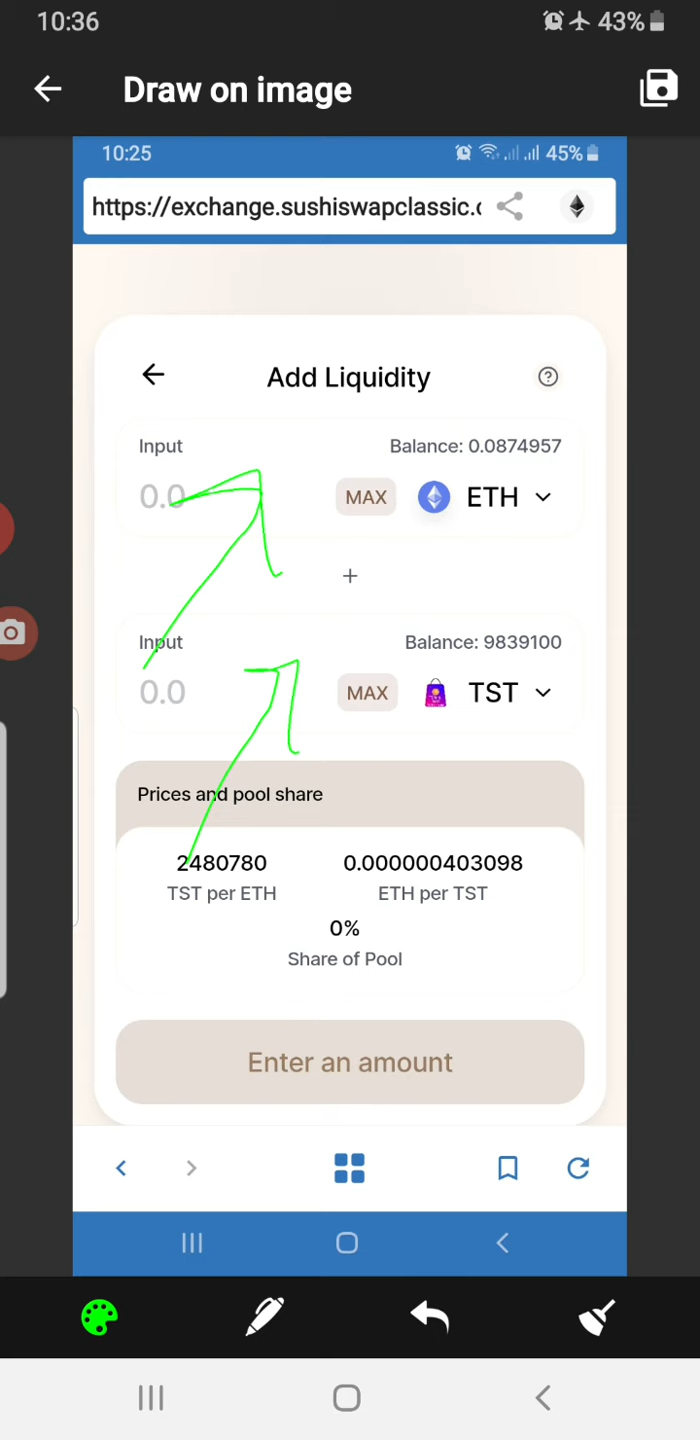 10:36 43%
Draw on image
10:25 45%
https://exchange.sushiswapclassic.
Add Liquidity ?
Input Balance: 0.0874957
0.0 MAX ETH
+
Input Balance: 9839100
0.0 MAX TST
Prices and pool share
2480780 0.000000403098
TST per ETH ETH per TST
0%
Share of Pool
Enter an amount